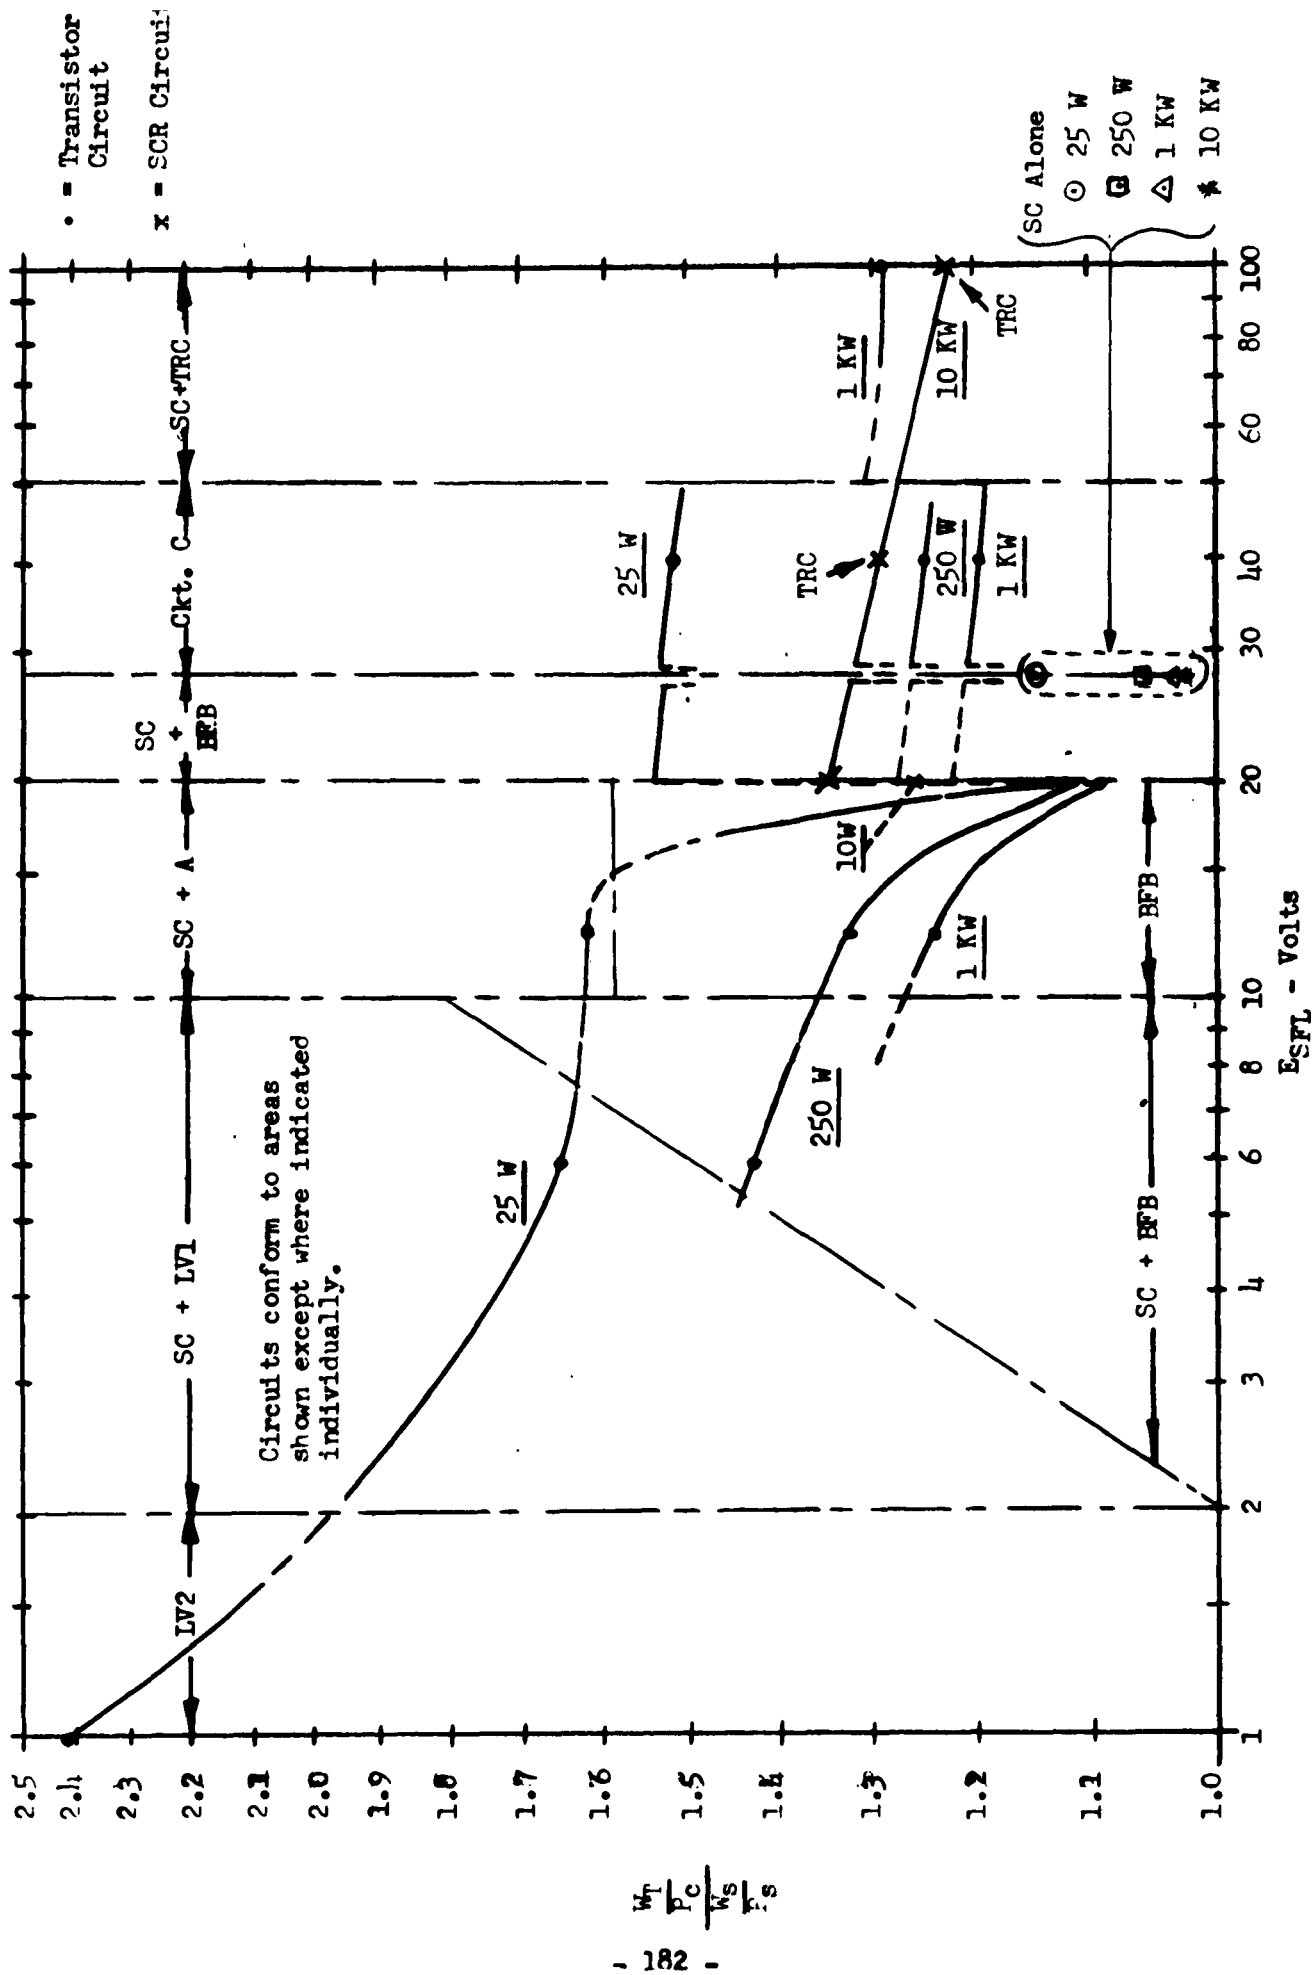 • = Transistor
Circuit
x = SCR Circuit
LV2
SC + LV1
SC + A
SC
+
BFB
Ckt. C
SC+TRC
Circuits conform to areas
shown except where indicated
individually.
2.5
2.4
2.3
2.2
2.1
2.0
1.9
1.8
1.7
1.6
1.5
1.4
1.3
1.2
1.1
1.0
25 W
25 W
250 W
1 KW
10W
TRC
250 W
1 KW
1 KW
10 KW
TRC
SC + BFB
BFB
SC Alone
25 W
250 W
1 KW
10 KW
1
2
3
4
6
8
10
20
30
40
60
80
100
ESFL - Volts
WT
PC
WS
PS
- 182 -